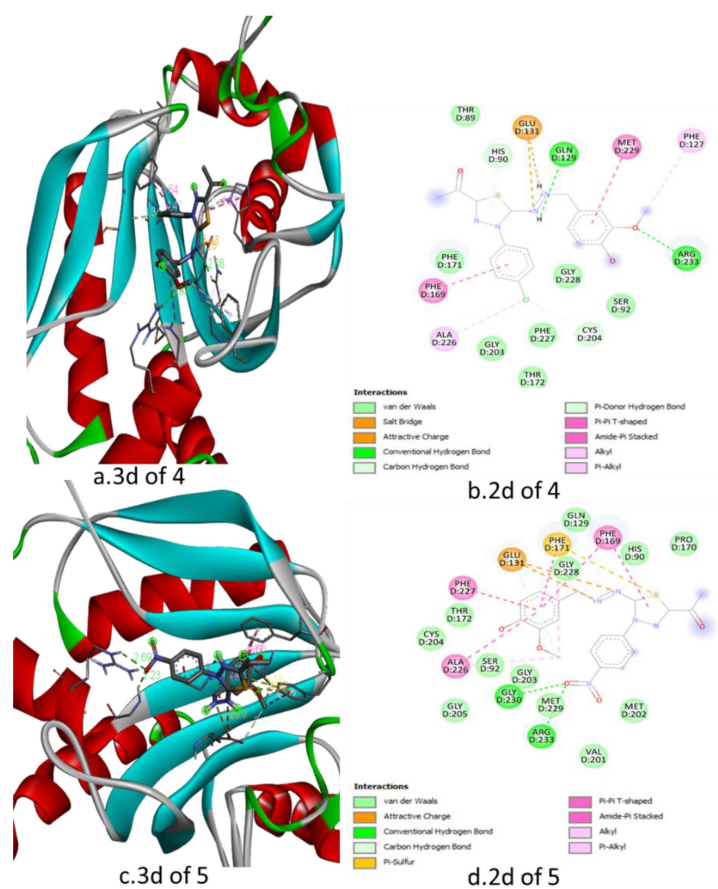 THR
D:89
GLU
D:131
HIS
D:90
GLN
D:129
MET
D:229
PHE
D:127
H
H
ARG
D:233
PHE
D:171
GLY
D:228
PHE
D:169
SER
D:92
Cl
ALA
D:226
GLY
D:203
PHE
D:227
CYS
D:204
THR
D:172
Interactions
van der Waals
Salt Bridge
Attractive Charge
Conventional Hydrogen Bond
Carbon Hydrogen Bond
Pi-Donor Hydrogen Bond
Pi-Pi T-shaped
Amide-Pi Stacked
Alkyl
Pi-Alkyl
a.3d of 4
b.2d of 4
GLN
D:129
PHE
D:171
PHE
D:169
PRO
D:170
GLU
D:131
HIS
D:90
GLY
D:228
PHE
D:227
THR
D:172
CYS
D:204
ALA
D:226
SER
D:92
GLY
D:203
GLY
D:205
GLY
D:230
MET
D:229
MET
D:202
ARG
D:233
VAL
D:201
2.69
2.23
Interactions
van der Waals
Attractive Charge
Conventional Hydrogen Bond
Carbon Hydrogen Bond
Pi-Sulfur
Pi-Pi T-shaped
Amide-Pi Stacked
Alkyl
Pi-Alkyl
c.3d of 5
d.2d of 5